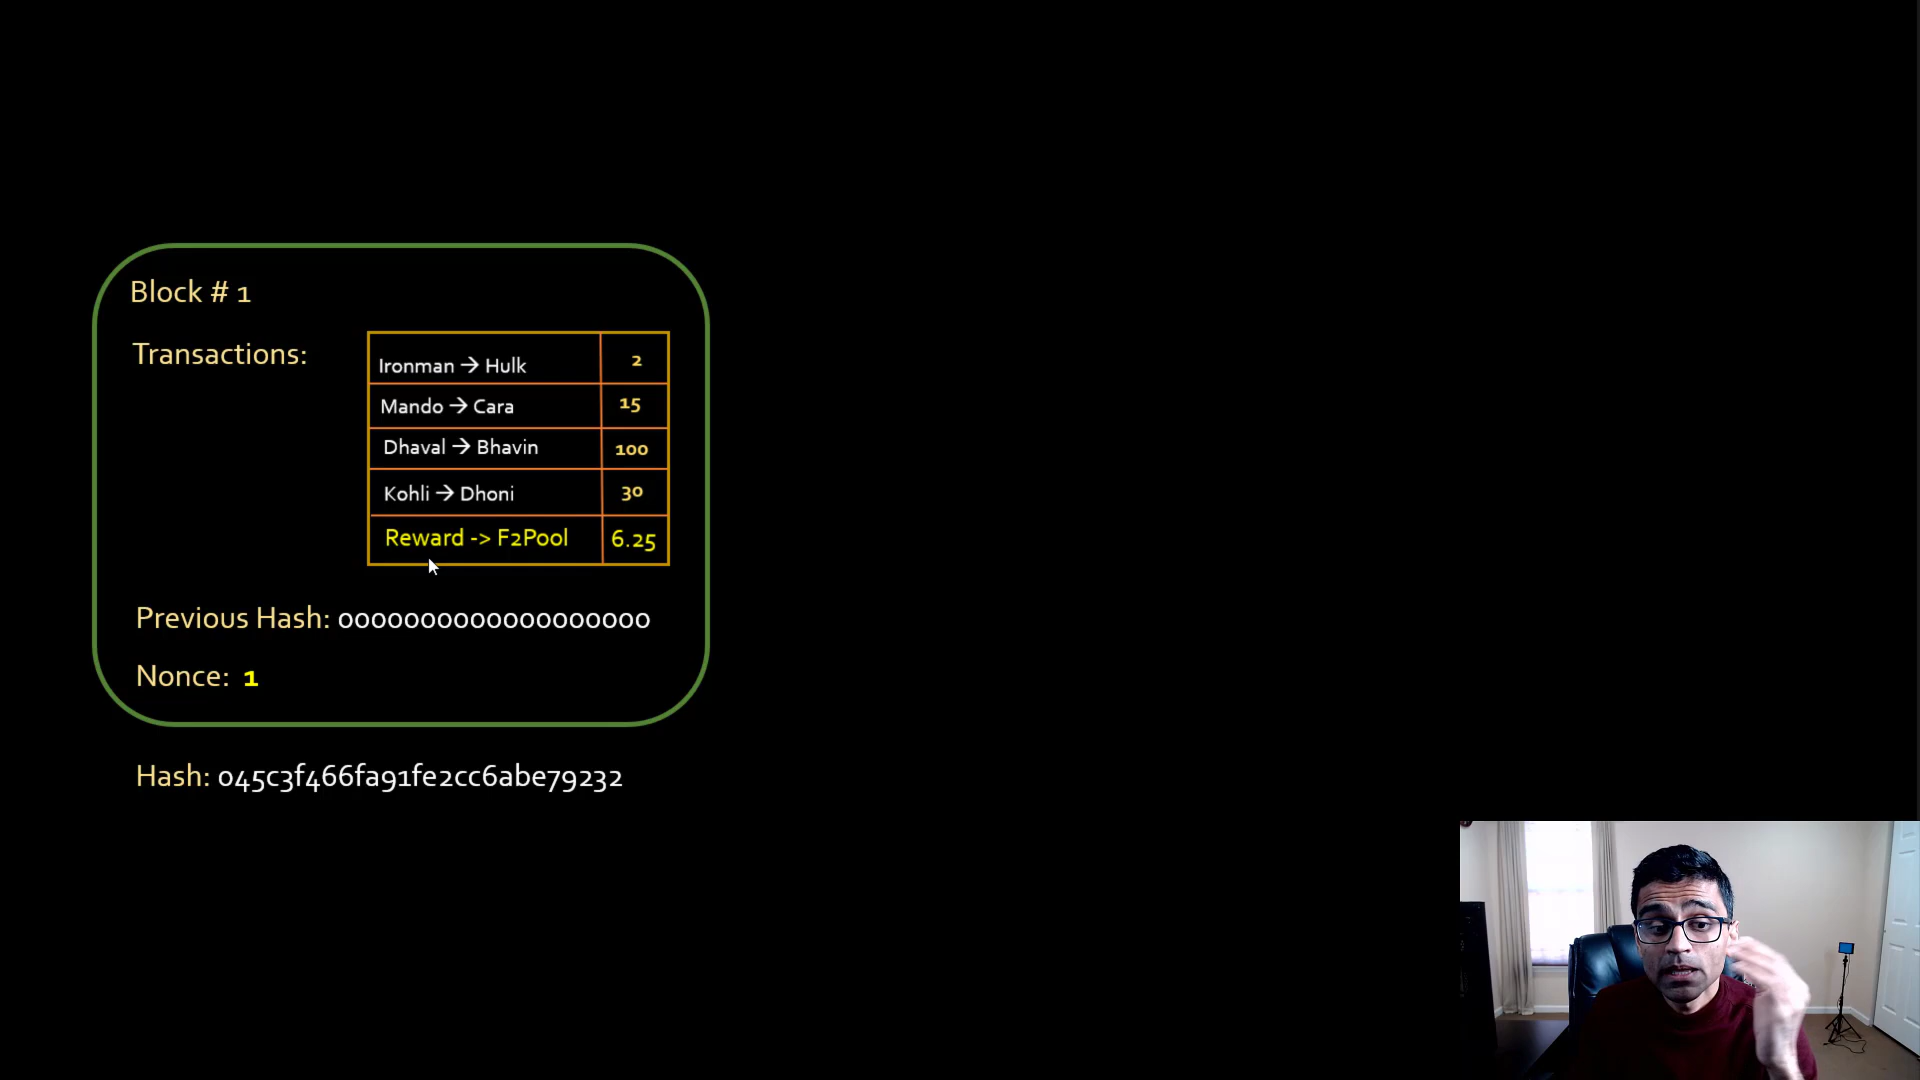 Block # 1
Transactions:
Ironman → Hulk 2
Mando → Cara 15
Dhaval → Bhavin 100
Kohli → Dhoni 30
Reward -> F2Pool 6.25
Previous Hash: 0000000000000000000
Nonce: 1
Hash: 045c3f466fa91fe2cc6abe79232